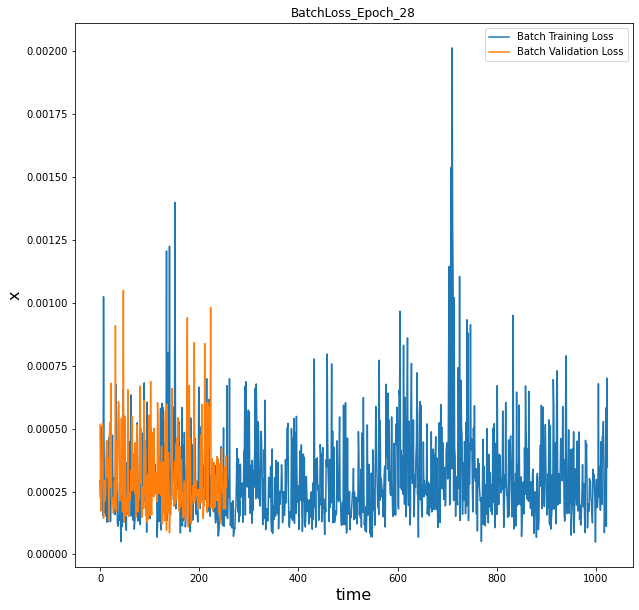 BatchLoss_Epoch_28
Batch Training Loss
Batch Validation Loss
0.00200
0.00175
0.00150
0.00125
0.00100
0.00075
0.00050
0.00025
0.00000
x
0 200 400 600 800 1000
time